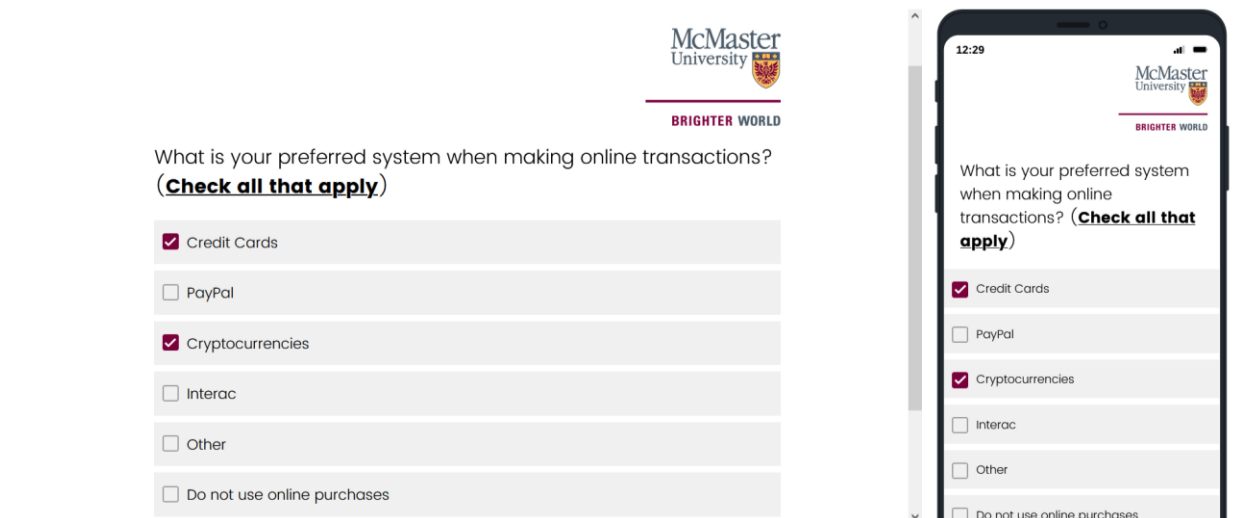 McMaster
University
BRIGHTER WORLD
What is your preferred system when making online transactions?
(Check all that apply)
Credit Cards
PayPal
Cryptocurrencies
Interac
Other
Do not use online purchases
12:29
McMaster
University
BRIGHTER WORLD
What is your preferred system
when making online
transactions? (Check all that
apply)
Credit Cards
PayPal
Cryptocurrencies
Interac
Other
Do not use online purchases